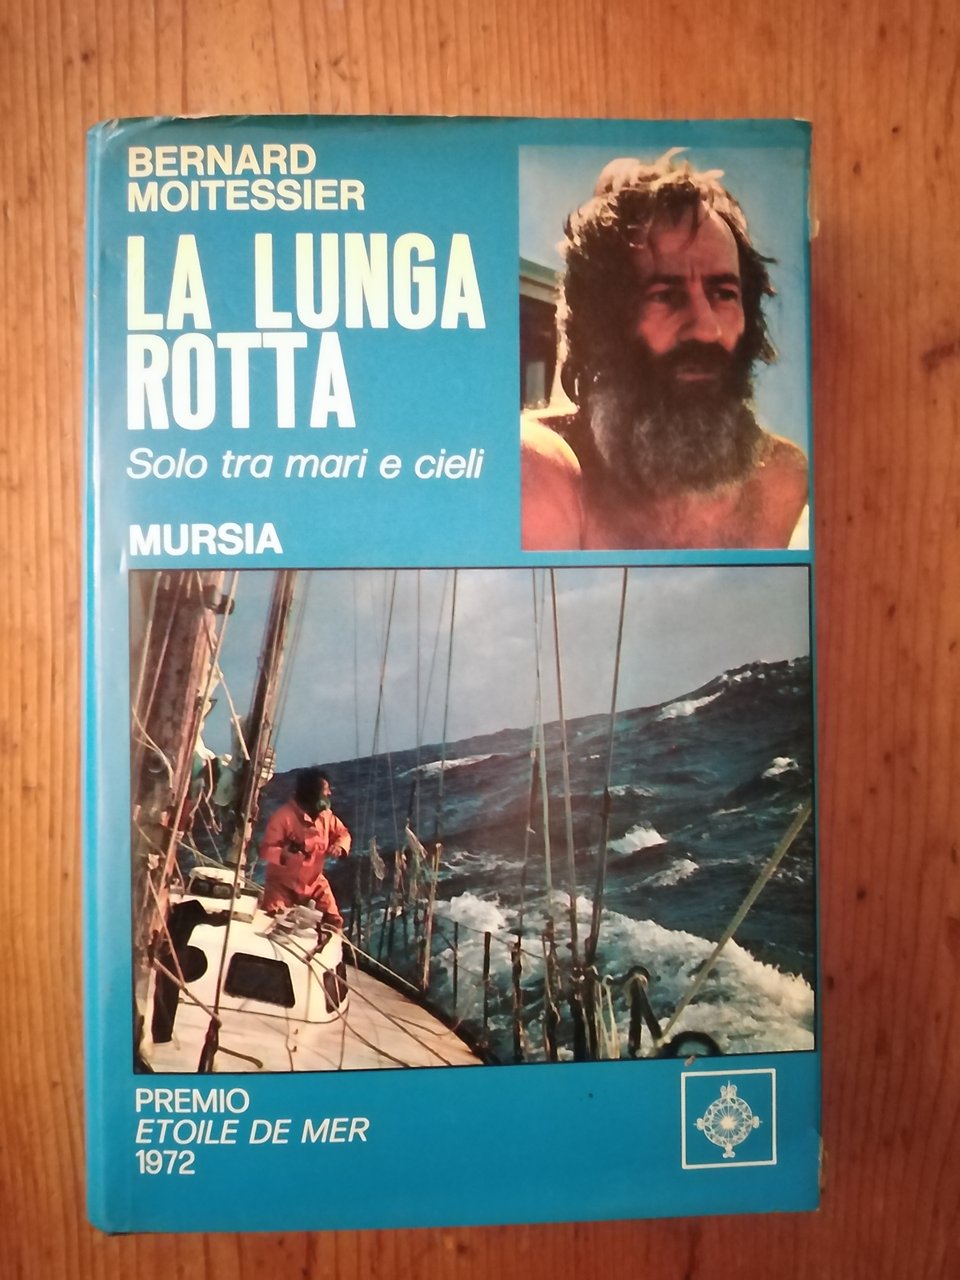 BERNARD
MOITESSIER
LA LUNGA
ROTTA
Solo tra mari e cieli
MURSIA
PREMIO
ETOILE DE MER
1972